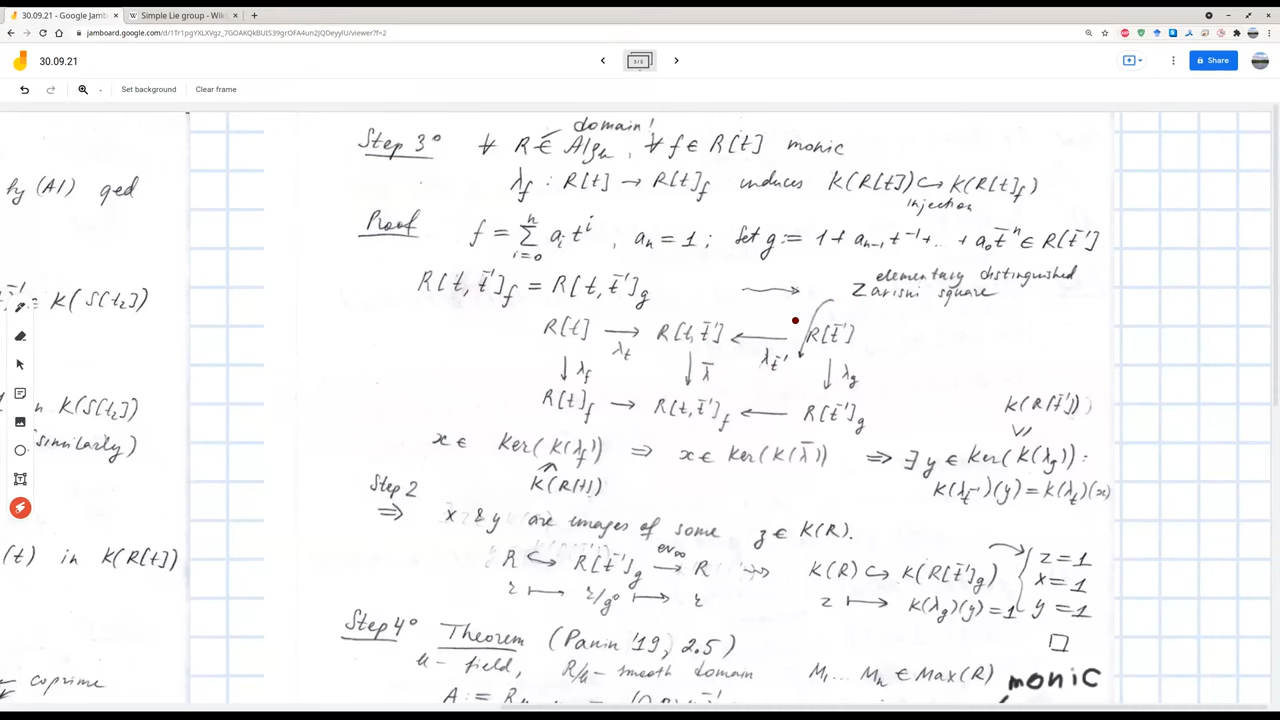 30.09.21 - Google Jamb
Simple Lie group - Wiki
jamboard.google.com/d/1Tr1pgYXLXVgz_7GOAKQkBUIS39grOFA4un2JQDeyylU/viewer?f=2
30.09.21
3/5
Share
Set background
Clear frame
domain!
Step 3° ∀ R ∈ Alg_k, ∀ f ∈ R[t] monic
λ_f : R[t] → R[t]_f induces K(R[t]) ↪ K(R[t]_f)
injection
Proof f = Σ_{i=0}^{n} a_i t^i, a_n = 1; Set g := 1 + a_{n-1} t^{-1} + .. + a_0 t^{-n} ∈ R[t^{-1}]
R[t, t^{-1}]_f = R[t, t^{-1}]_g ⟿ elementary distinguished
Zariski square
R[t] →λ_t R[t, t^{-1}] ←λ_{t^{-1}} R[t^{-1}]
↓ λ_f ↓ λ̄ ↓ λ_g
R[t]_f → R[t, t^{-1}]_f ← R[t^{-1}]_g
K(R[t^{-1}])
x ∈ Ker(K(λ_f)) ⇒ x ∈ Ker(K(λ̄)) ⇒ ∃ y ∈ Ker(K(λ_g)) :
K(R[t])
K(λ_{t^{-1}})(y) = K(λ_t)(x)
Step 2
⇒ x & y are images of some z ∈ K(R).
R ↪ R[t^{-1}]_g →ev_∞ R ⟿ K(R) ↪ K(R[t^{-1}]_g)
r ↦ r/g° ↦ r
z ↦ K(λ_g)(y) = 1
z = 1
x = 1
y = 1
□
Step 4° Theorem (Panin '19, 2.5)
k - field, R/k - smooth domain M_1 ... M_n ∈ Max(R)
monic
by (A1) qed
K(S[t_2])
K(S[t_2])
similarly)
(t) in K(R[t])
coprime